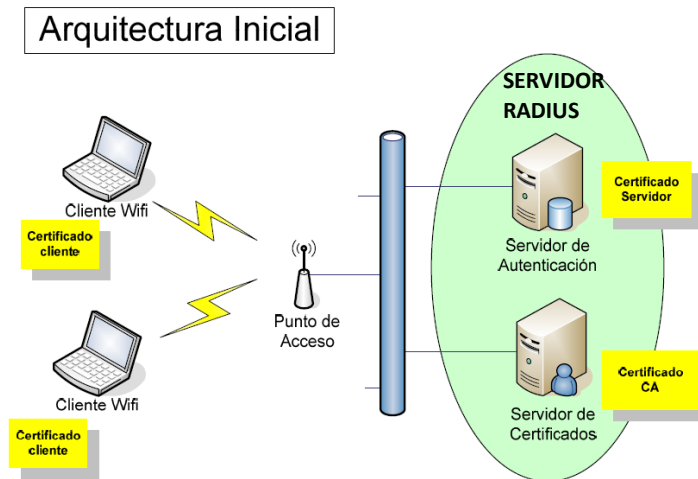 Arquitectura Inicial
SERVIDOR
RADIUS
Cliente Wifi
Certificado
cliente
Punto de
Acceso
Cliente Wifi
Certificado
cliente
Servidor de
Autenticación
Certificado
Servidor
Servidor de
Certificados
Certificado
CA